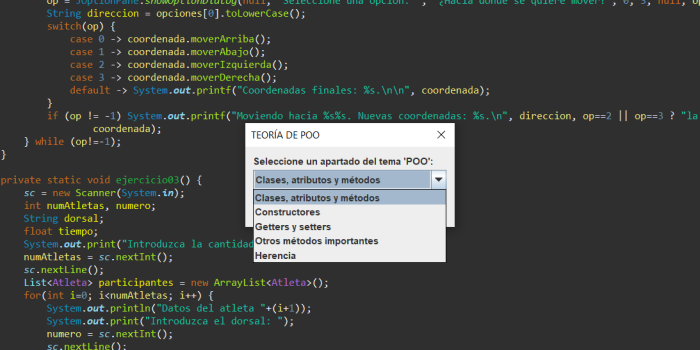 op = JOptionPane.showOptionDialog(null, "Seleccione una opción:", "¿Hacia dónde se quiere mover?", 0, 3, null, op
String direccion = opciones[0].toLowerCase();
switch(op) {
case 0 -> coordenada.moverArriba();
case 1 -> coordenada.moverAbajo();
case 2 -> coordenada.moverIzquierda();
case 3 -> coordenada.moverDerecha();
default -> System.out.printf("Coordenadas finales: %s.\n\n", coordenada);
}
if (op != -1) System.out.printf("Moviendo hacia %s%s. Nuevas coordenadas: %s.\n", direccion, op==2 || op==3 ? "la
coordenada);
} while (op!=-1);
}
TEORÍA DE POO
Seleccione un apartado del tema 'POO':
Clases, atributos y métodos
Clases, atributos y métodos
Constructores
Getters y setters
Otros métodos importantes
Herencia
private static void ejercicio03() {
sc = new Scanner(System.in);
int numAtletas, numero;
String dorsal;
float tiempo;
System.out.print("Introduzca la cantidad
numAtletas = sc.nextInt();
sc.nextLine();
List<Atleta> participantes = new ArrayList<Atleta>();
for(int i=0; i<numAtletas; i++) {
System.out.println("Datos del atleta "+(i+1));
System.out.print("Introduzca el dorsal: ");
numero = sc.nextInt();
sc.nextLine();